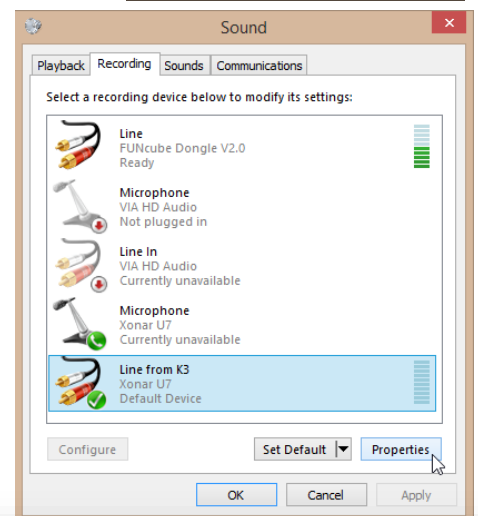 Sound
Playback Recording Sounds Communications
Select a recording device below to modify its settings:
Line
FUNcube Dongle V2.0
Ready
Microphone
VIA HD Audio
Not plugged in
Line In
VIA HD Audio
Currently unavailable
Microphone
Xonar U7
Currently unavailable
Line from K3
Xonar U7
Default Device
Configure Set Default Properties
OK Cancel Apply